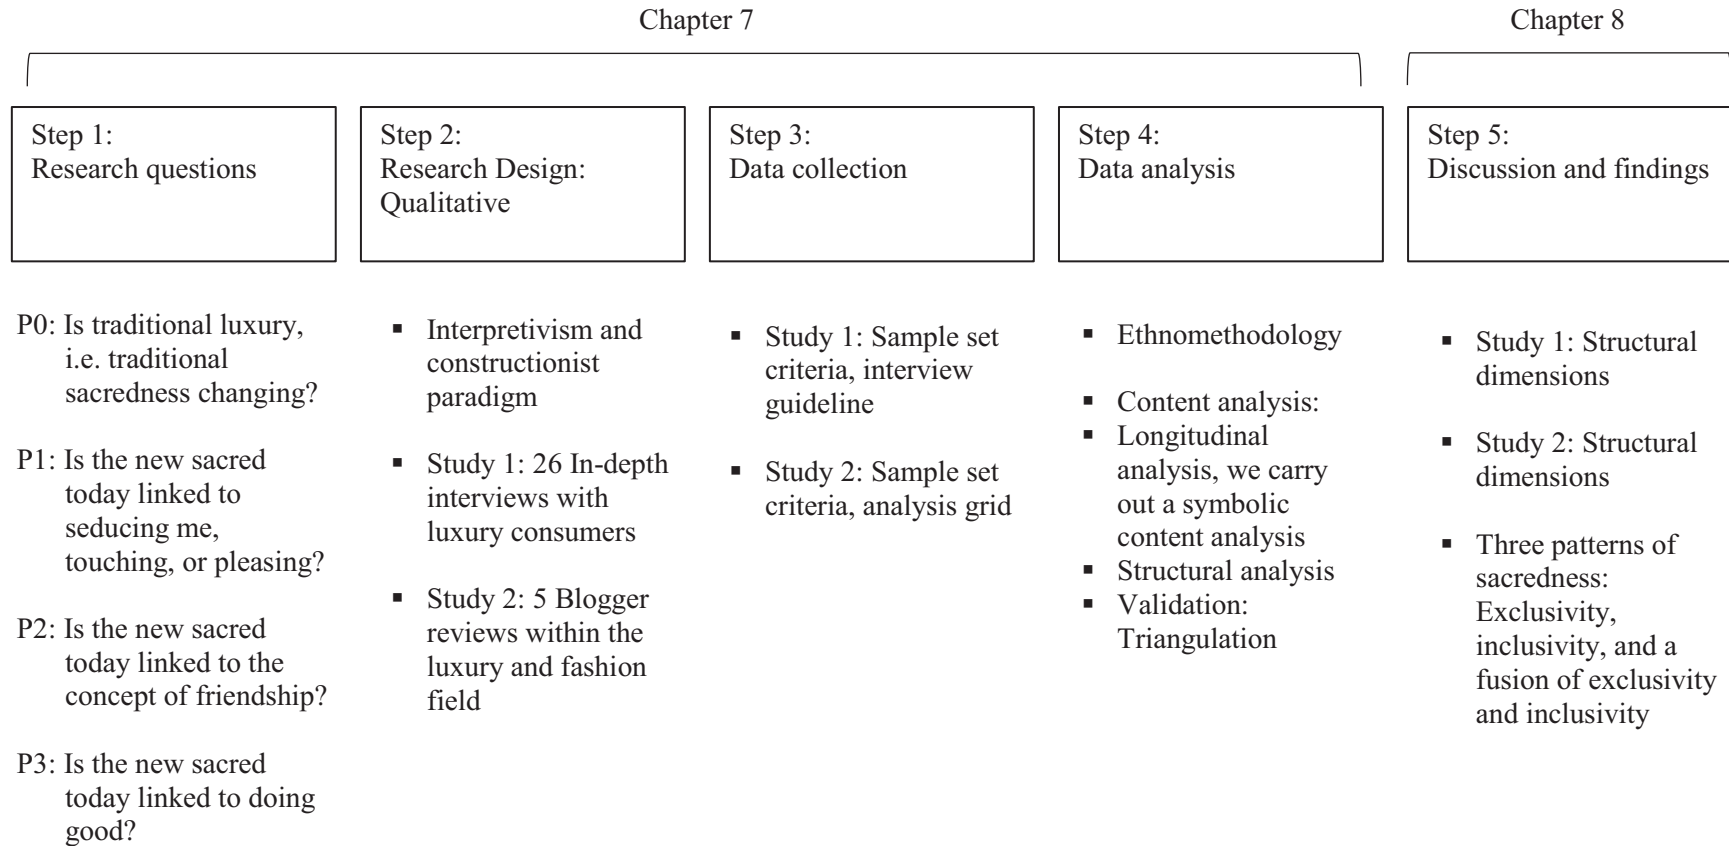 Chapter 7
Chapter 8
Step 1:
Research questions
Step 2:
Research Design:
Qualitative
Step 3:
Data collection
Step 4:
Data analysis
Step 5:
Discussion and findings
P0: Is traditional luxury,
i.e. traditional
sacredness changing?
P1: Is the new sacred
today linked to
seducing me,
touching, or pleasing?
P2: Is the new sacred
today linked to the
concept of friendship?
P3: Is the new sacred
today linked to doing
good?
▪ Interpretivism and
constructionist
paradigm
▪ Study 1: 26 In-depth
interviews with
luxury consumers
▪ Study 2: 5 Blogger
reviews within the
luxury and fashion
field
▪ Study 1: Sample set
criteria, interview
guideline
▪ Study 2: Sample set
criteria, analysis grid
▪ Ethnomethodology
▪ Content analysis:
▪ Longitudinal
analysis, we carry
out a symbolic
content analysis
▪ Structural analysis
▪ Validation:
Triangulation
▪ Study 1: Structural
dimensions
▪ Study 2: Structural
dimensions
▪ Three patterns of
sacredness:
Exclusivity,
inclusivity, and a
fusion of exclusivity
and inclusivity